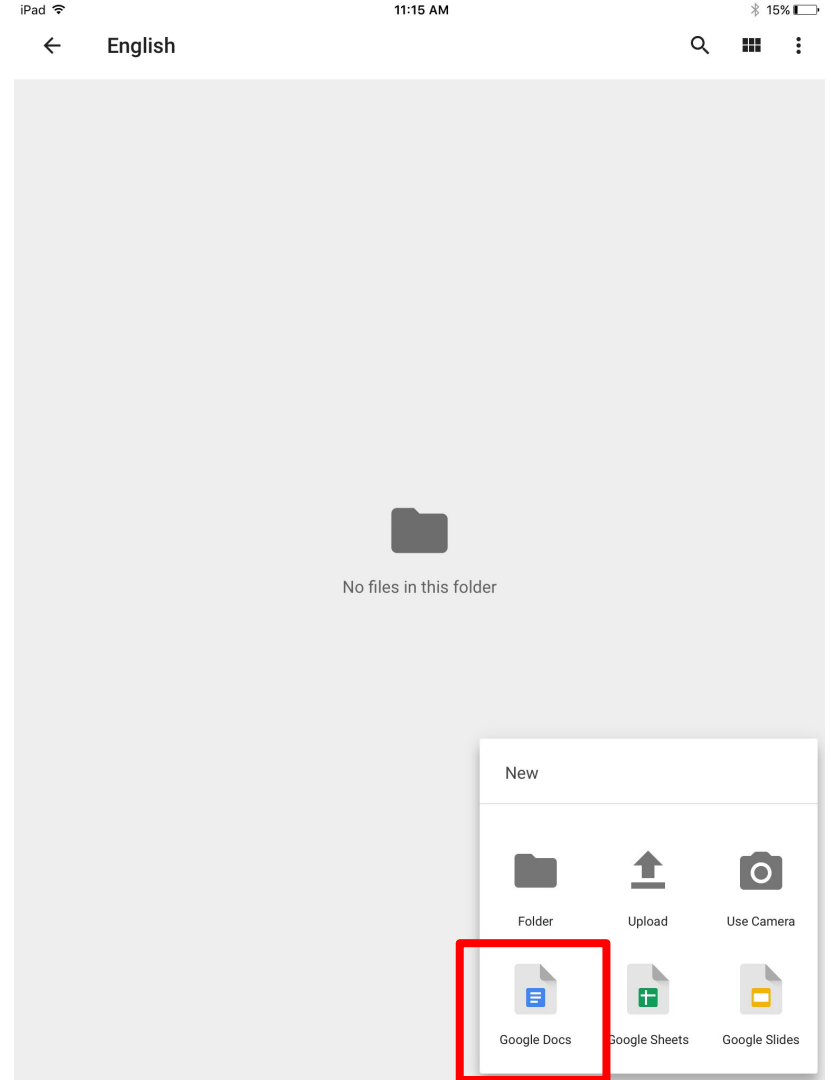 iPad 11:15 AM 15%
English
No files in this folder
New
Folder Upload Use Camera
Google Docs Google Sheets Google Slides